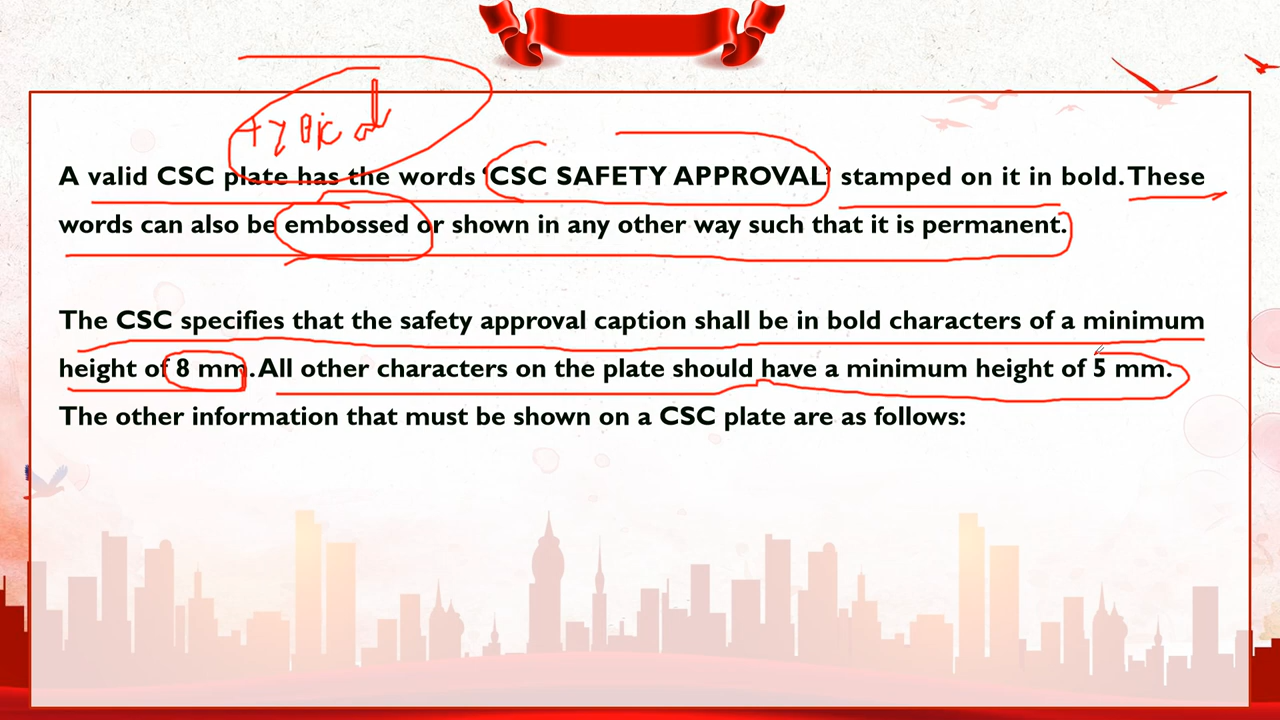 typical
A valid CSC plate has the words ‘CSC SAFETY APPROVAL’ stamped on it in bold. These
words can also be embossed or shown in any other way such that it is permanent.
The CSC specifies that the safety approval caption shall be in bold characters of a minimum
height of 8 mm. All other characters on the plate should have a minimum height of 5 mm.
The other information that must be shown on a CSC plate are as follows: